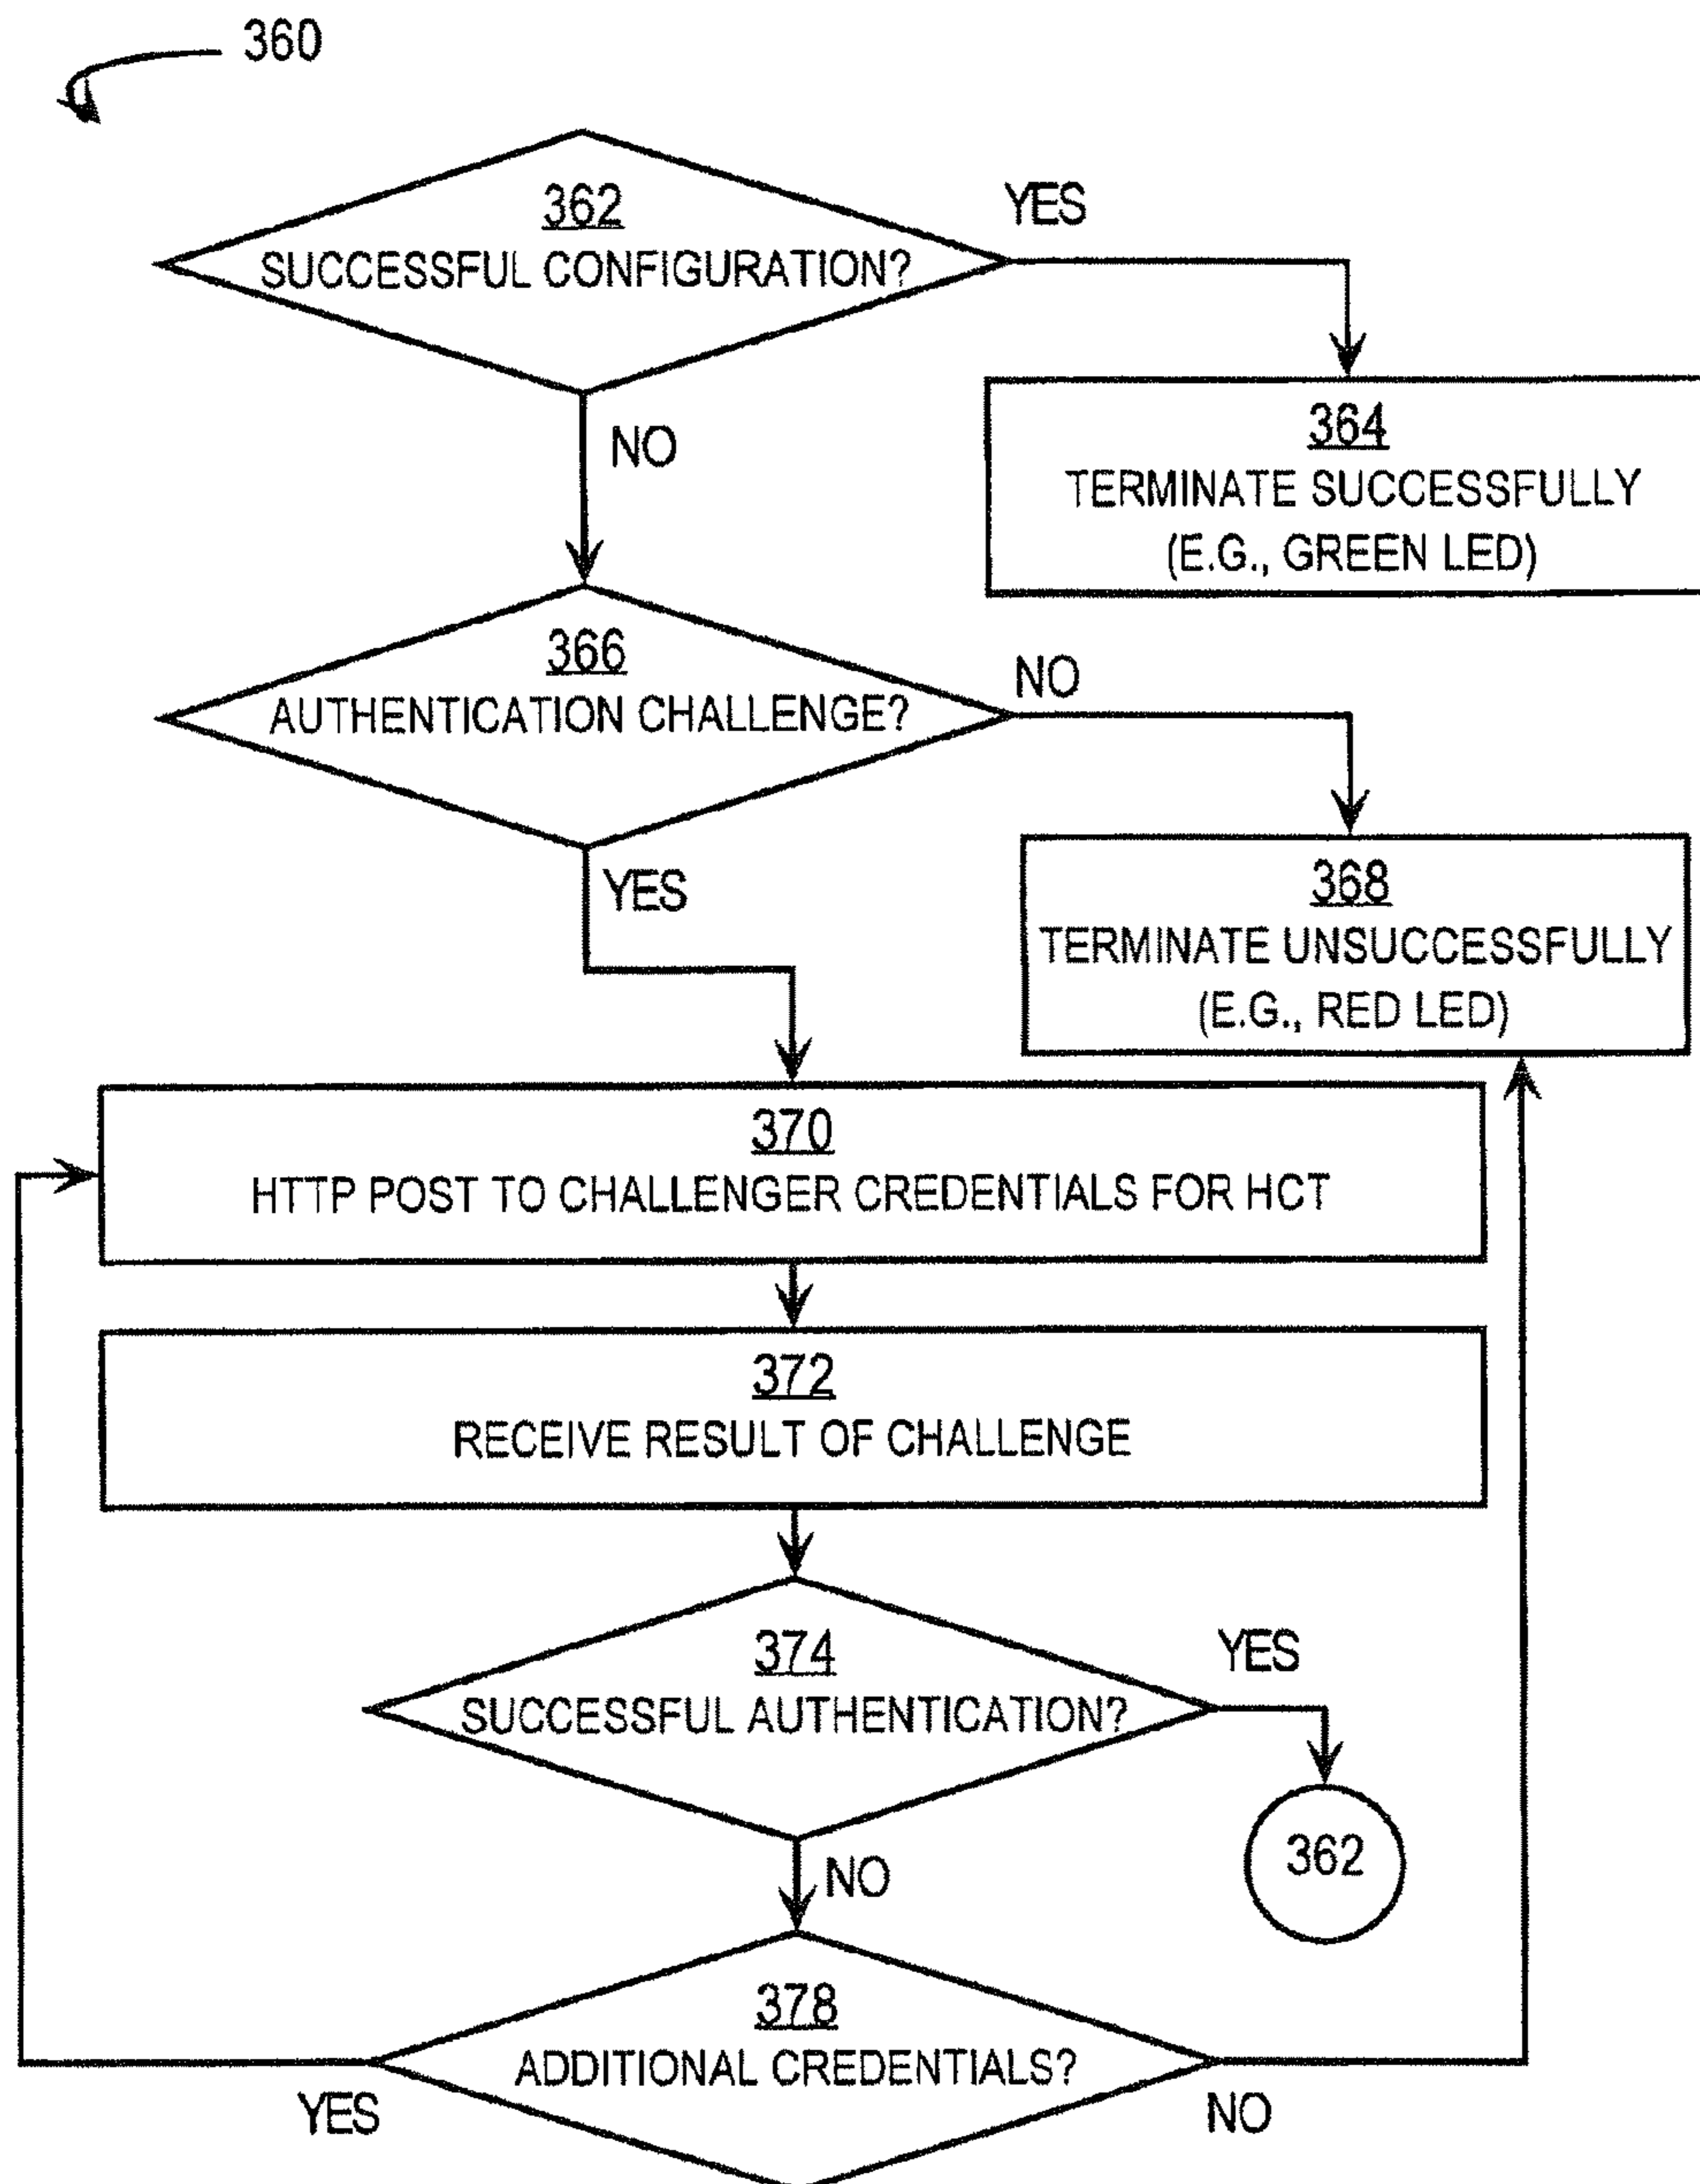 360
362
SUCCESSFUL CONFIGURATION?
YES
NO
364
TERMINATE SUCCESSFULLY
(E.G., GREEN LED)
366
AUTHENTICATION CHALLENGE?
NO
YES
368
TERMINATE UNSUCCESSFULLY
(E.G., RED LED)
370
HTTP POST TO CHALLENGER CREDENTIALS FOR HCT
372
RECEIVE RESULT OF CHALLENGE
374
SUCCESSFUL AUTHENTICATION?
YES
362
NO
378
ADDITIONAL CREDENTIALS?
YES
NO